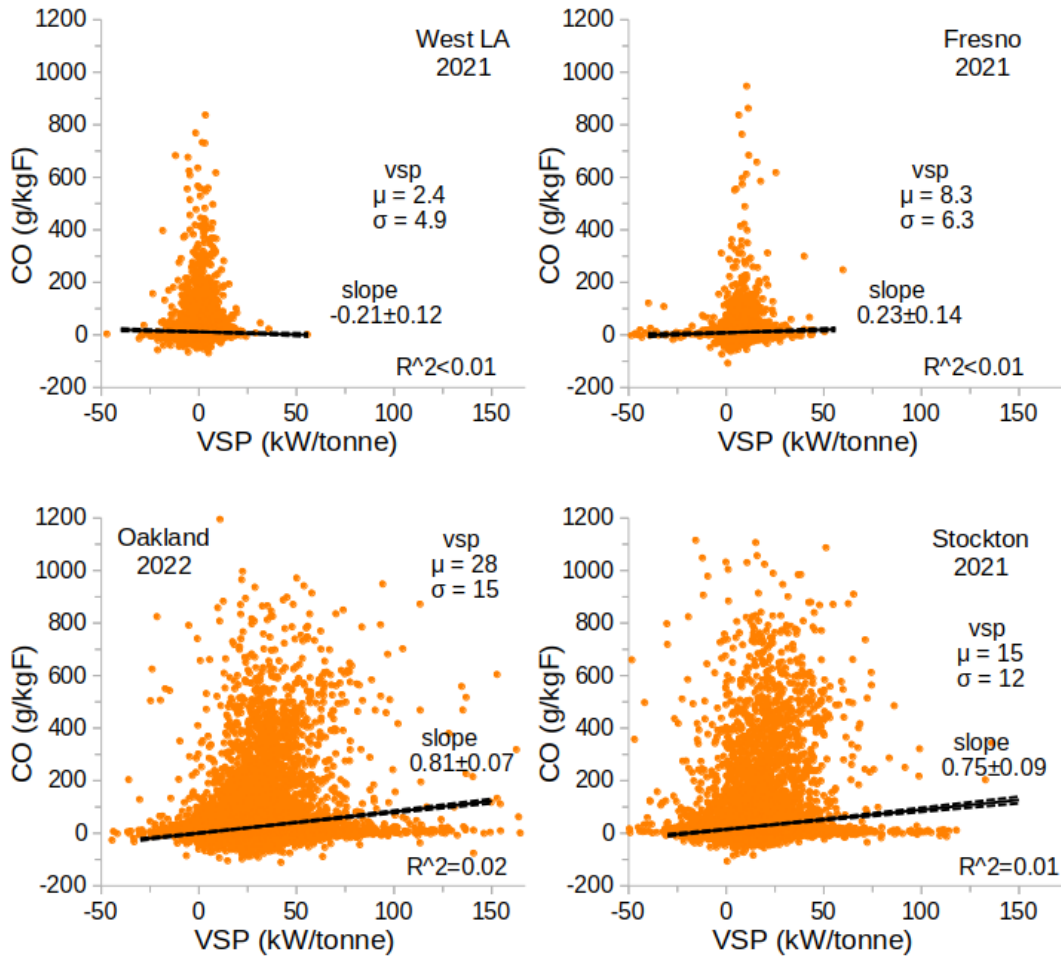 West LA
2021
CO (g/kgF)
1200
1000
800
600
400
200
0
-200
vsp
μ = 2.4
σ = 4.9
slope
-0.21±0.12
R^2<0.01
-50 0 50 100 150
VSP (kW/tonne)
Fresno
2021
CO (g/kgF)
1200
1000
800
600
400
200
0
-200
vsp
μ = 8.3
σ = 6.3
slope
0.23±0.14
R^2<0.01
-50 0 50 100 150
VSP (kW/tonne)
Oakland
2022
CO (g/kgF)
1200
1000
800
600
400
200
0
-200
vsp
μ = 28
σ = 15
slope
0.81±0.07
R^2=0.02
-50 0 50 100 150
VSP (kW/tonne)
Stockton
2021
CO (g/kgF)
1200
1000
800
600
400
200
0
-200
vsp
μ = 15
σ = 12
slope
0.75±0.09
R^2=0.01
-50 0 50 100 150
VSP (kW/tonne)